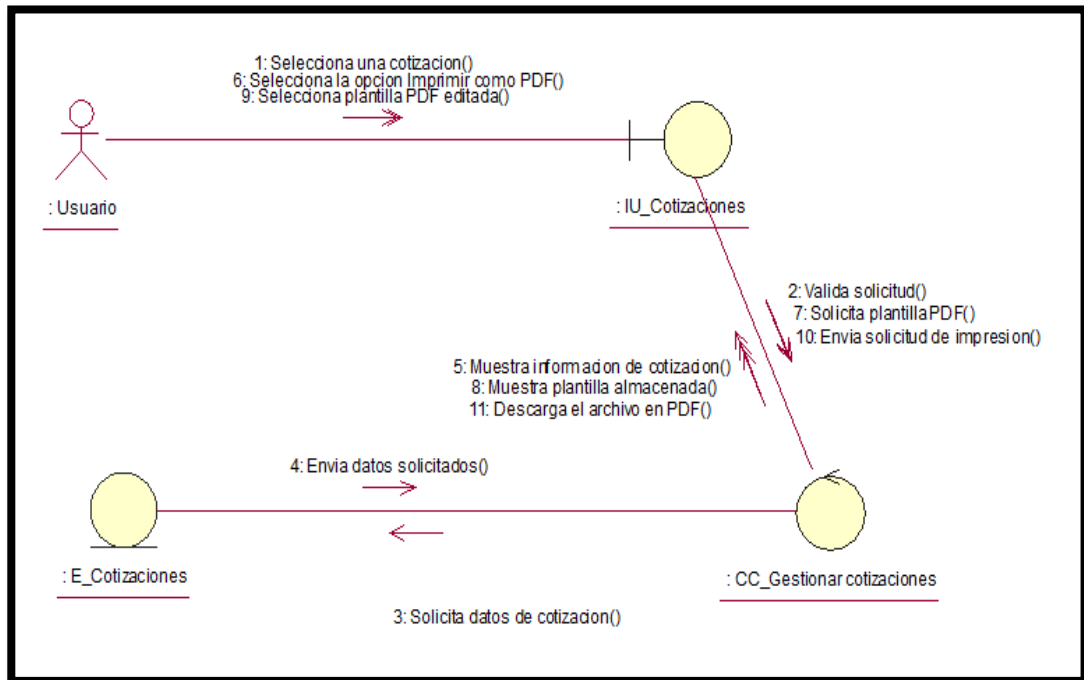 1: Selecciona una cotizacion()
6: Selecciona la opcion Imprimir como PDF()
9: Selecciona plantilla PDF editada()
: Usuario
: IU_Cotizaciones
2: Valida solicitud()
7: Solicita plantilla PDF()
10: Envia solicitud de impresion()
5: Muestra informacion de cotizacion()
8: Muestra plantilla almacenada()
11: Descarga el archivo en PDF()
4: Envia datos solicitados()
: E_Cotizaciones
: CC_Gestionar cotizaciones
3: Solicita datos de cotizacion()